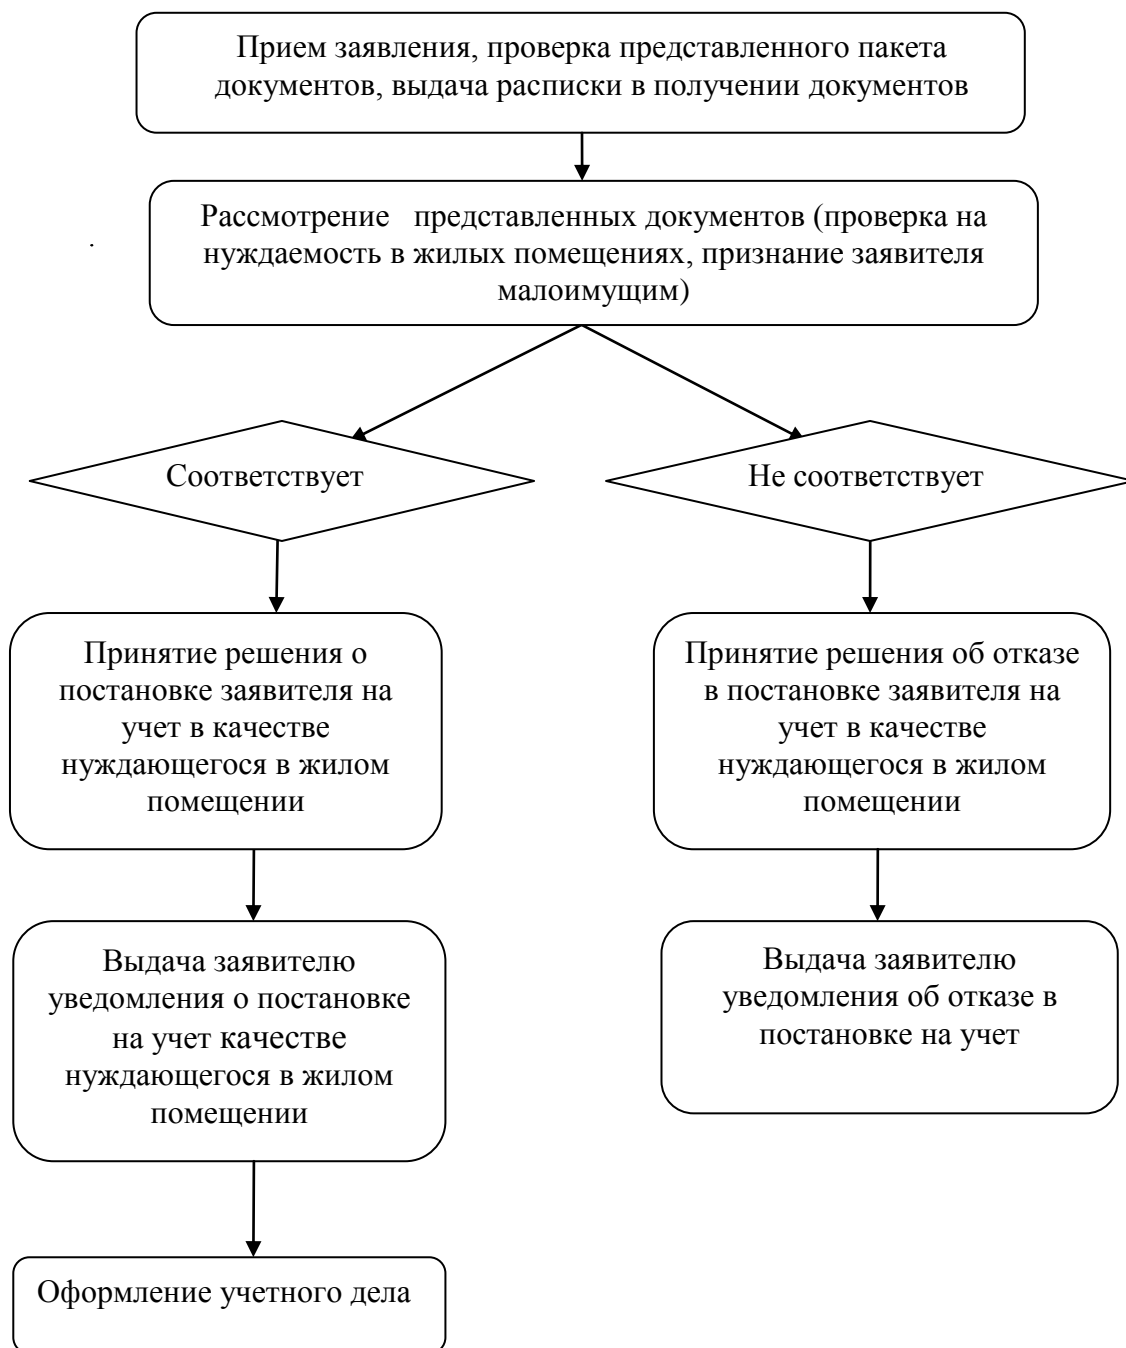 Прием заявления, проверка представленного пакета
документов, выдача расписки в получении документов
Рассмотрение представленных документов (проверка на
нуждаемость в жилых помещениях, признание заявителя
малоимущим)
Соответствует
Не соответствует
Принятие решения о
постановке заявителя на
учет в качестве
нуждающегося в жилом
помещении
Принятие решения об отказе
в постановке заявителя на
учет в качестве
нуждающегося в жилом
помещении
Выдача заявителю
уведомления о постановке
на учет качестве
нуждающегося в жилом
помещении
Выдача заявителю
уведомления об отказе в
постановке на учет
Оформление учетного дела